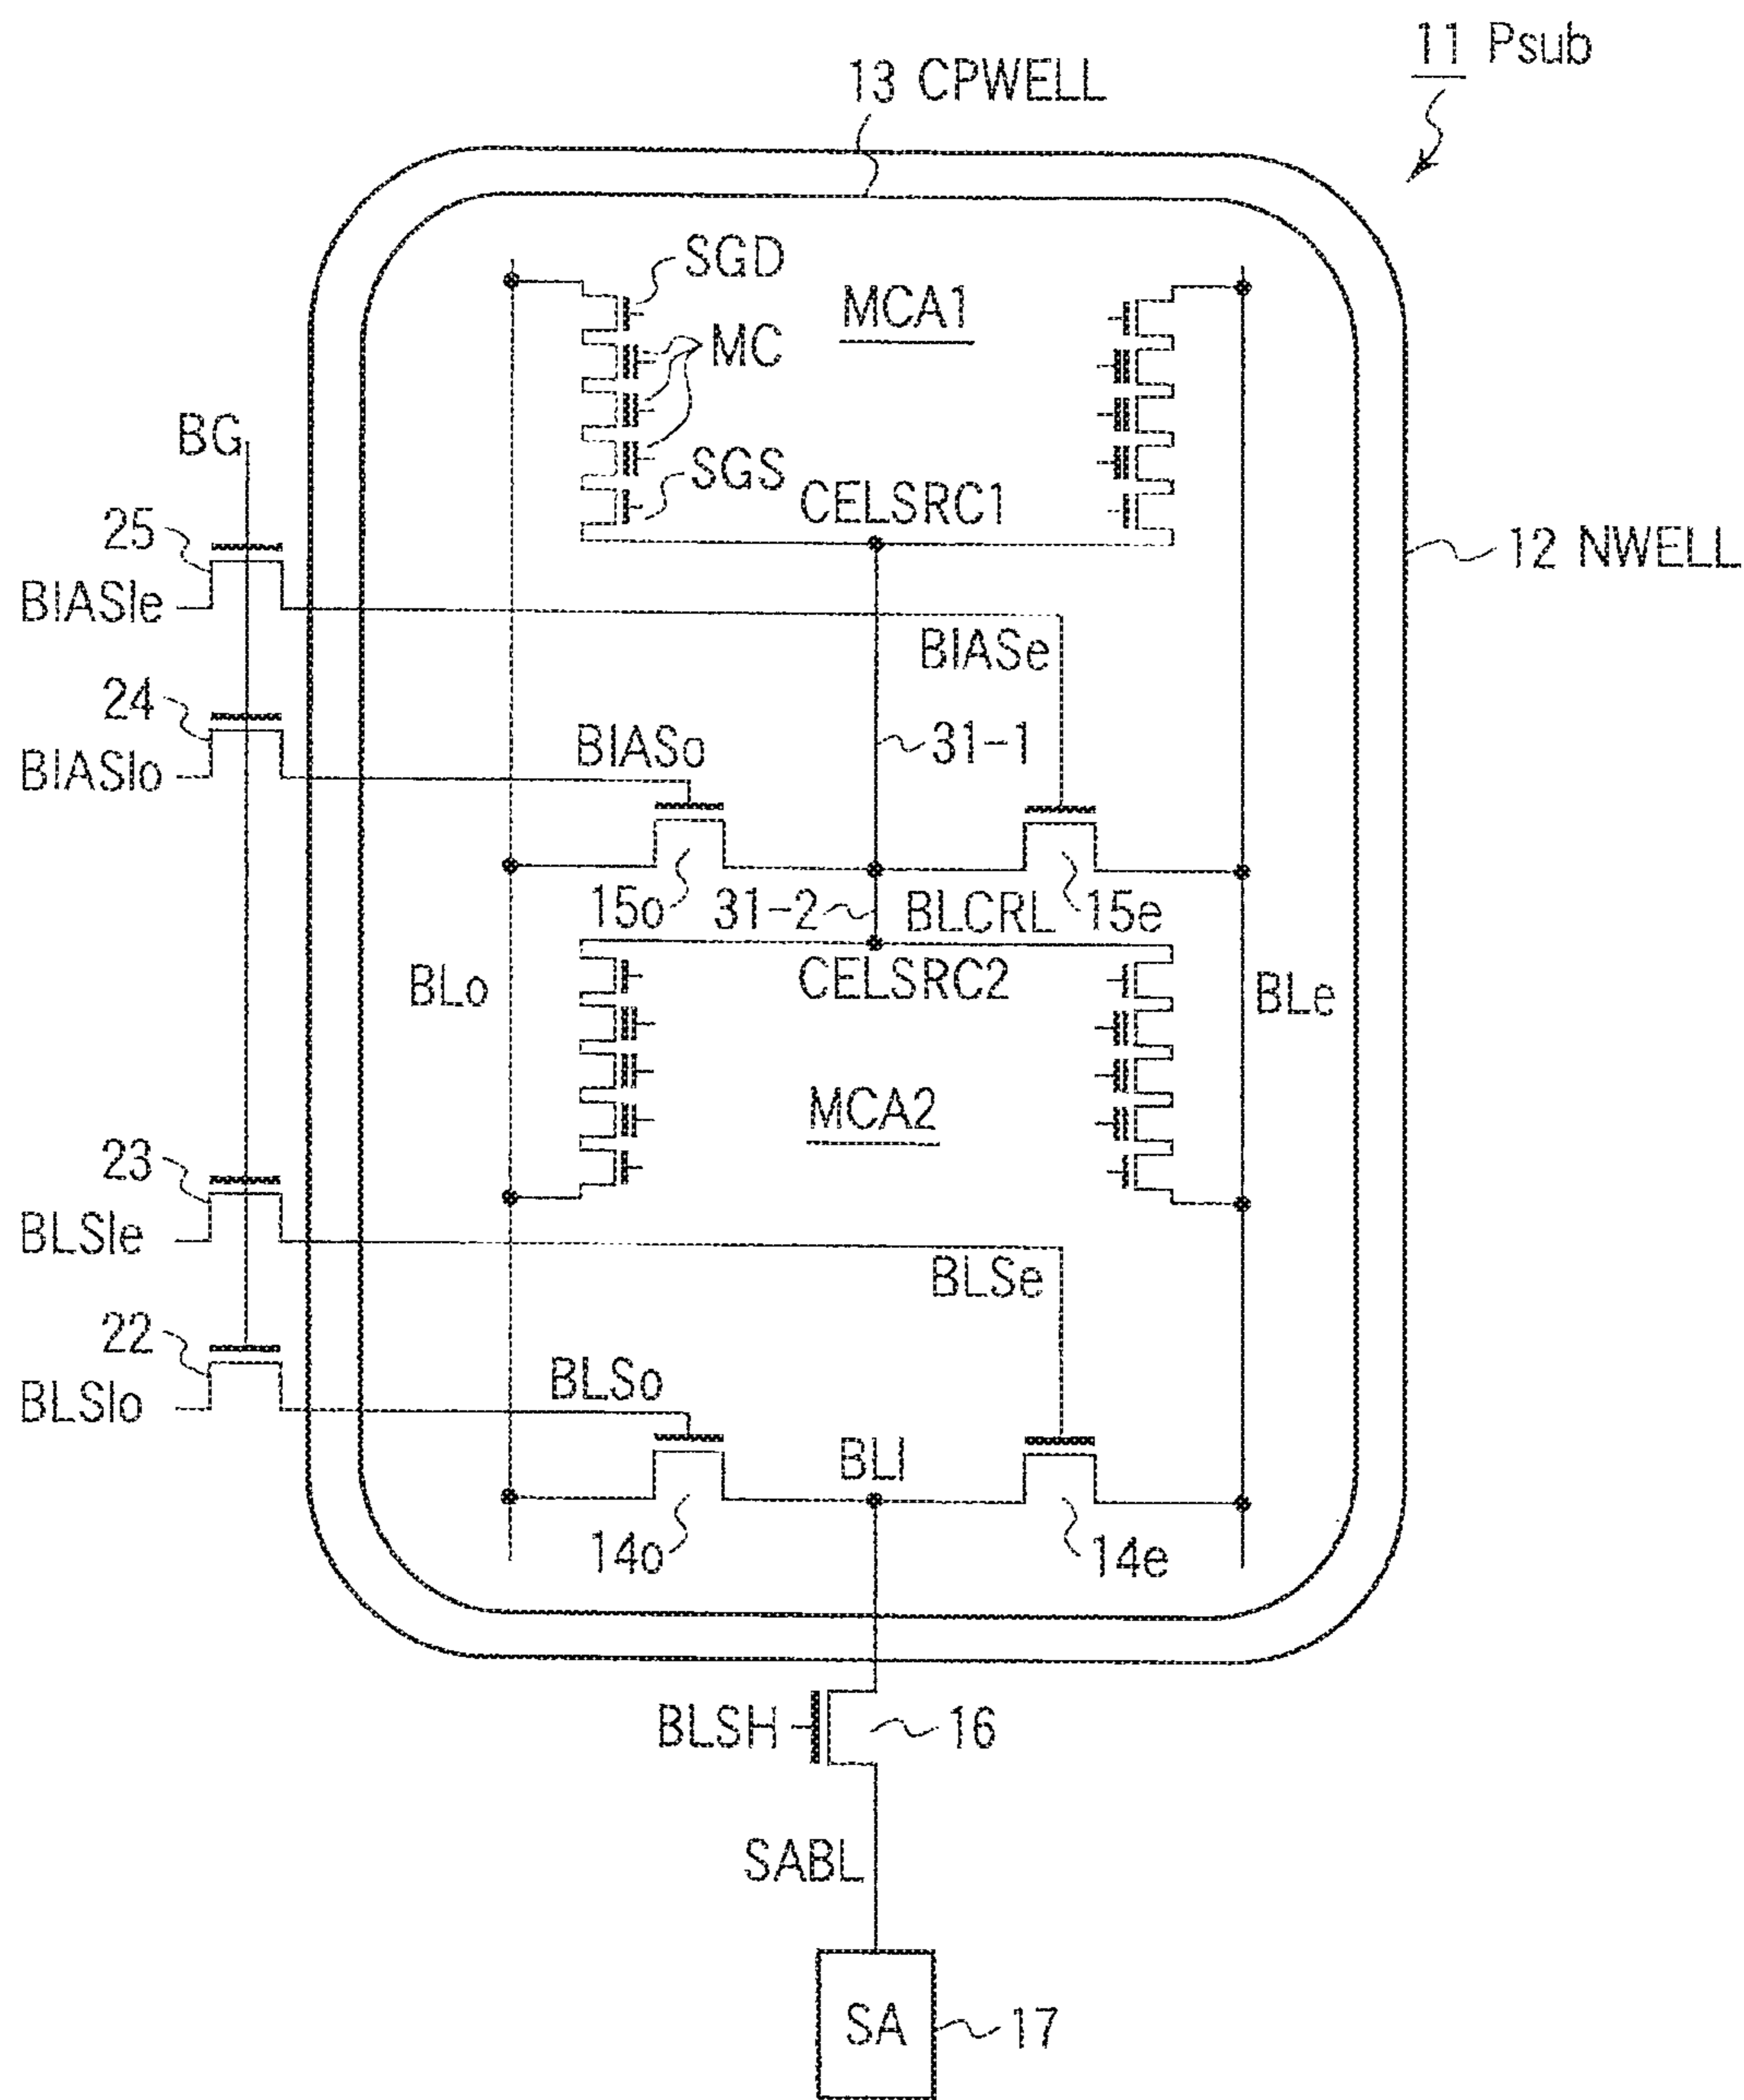 11 Psub
13 CPWELL
SGD
MCA1
MC
BG
SGS
CELSRC1
25
12 NWELL
BIASIe
BIASe
24
BIASo
31-1
BIASIo
15o
31-2
BLCRL
15e
BLo
CELSRC2
BLe
MCA2
23
BLSIe
BLSe
22
BLSo
BLSIo
BLI
14o
14e
BLSH
16
SABL
SA
17